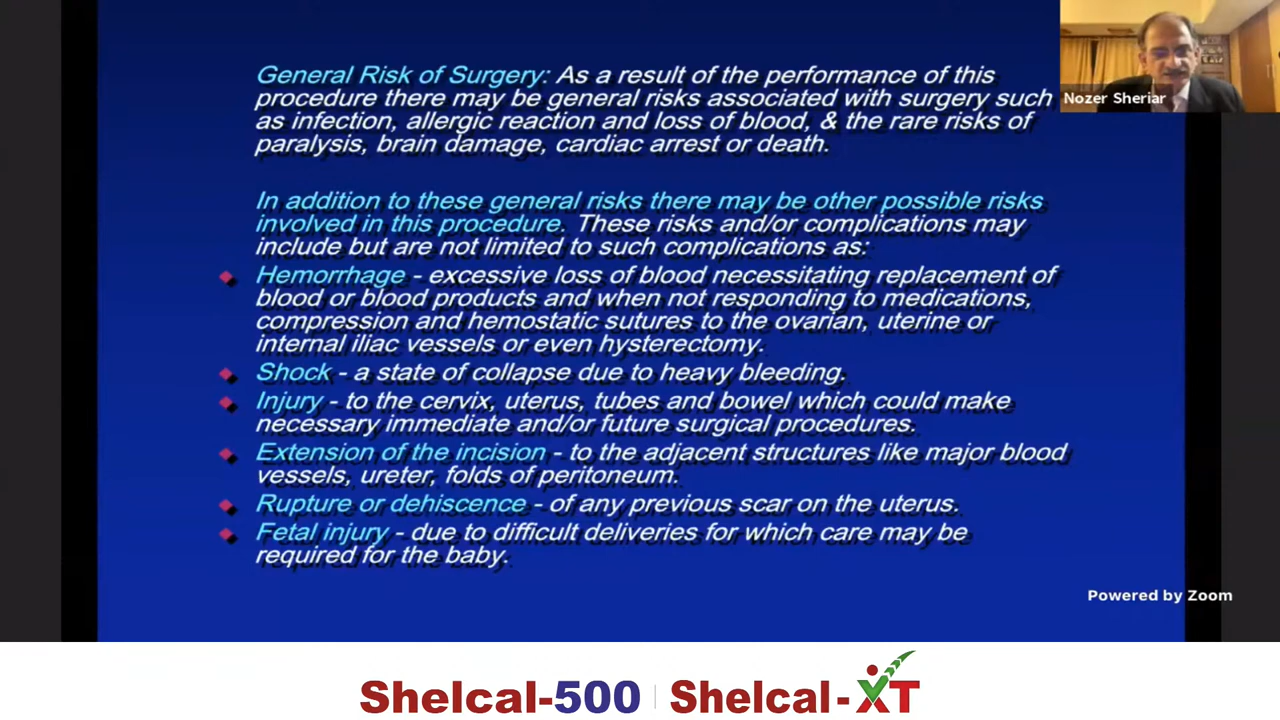 General Risk of Surgery: As a result of the performance of this
procedure there may be general risks associated with surgery such
as infection, allergic reaction and loss of blood, & the rare risks of
paralysis, brain damage, cardiac arrest or death.
In addition to these general risks there may be other possible risks
involved in this procedure. These risks and/or complications may
include but are not limited to such complications as:
Hemorrhage - excessive loss of blood necessitating replacement of
blood or blood products and when not responding to medications,
compression and hemostatic sutures to the ovarian, uterine or
internal iliac vessels or even hysterectomy.
Shock - a state of collapse due to heavy bleeding.
Injury - to the cervix, uterus, tubes and bowel which could make
necessary immediate and/or future surgical procedures.
Extension of the incision - to the adjacent structures like major blood
vessels, ureter, folds of peritoneum.
Rupture or dehiscence - of any previous scar on the uterus.
Fetal injury - due to difficult deliveries for which care may be
required for the baby.
Nozer Sheriar
Powered by Zoom
Shelcal-500 Shelcal-XT